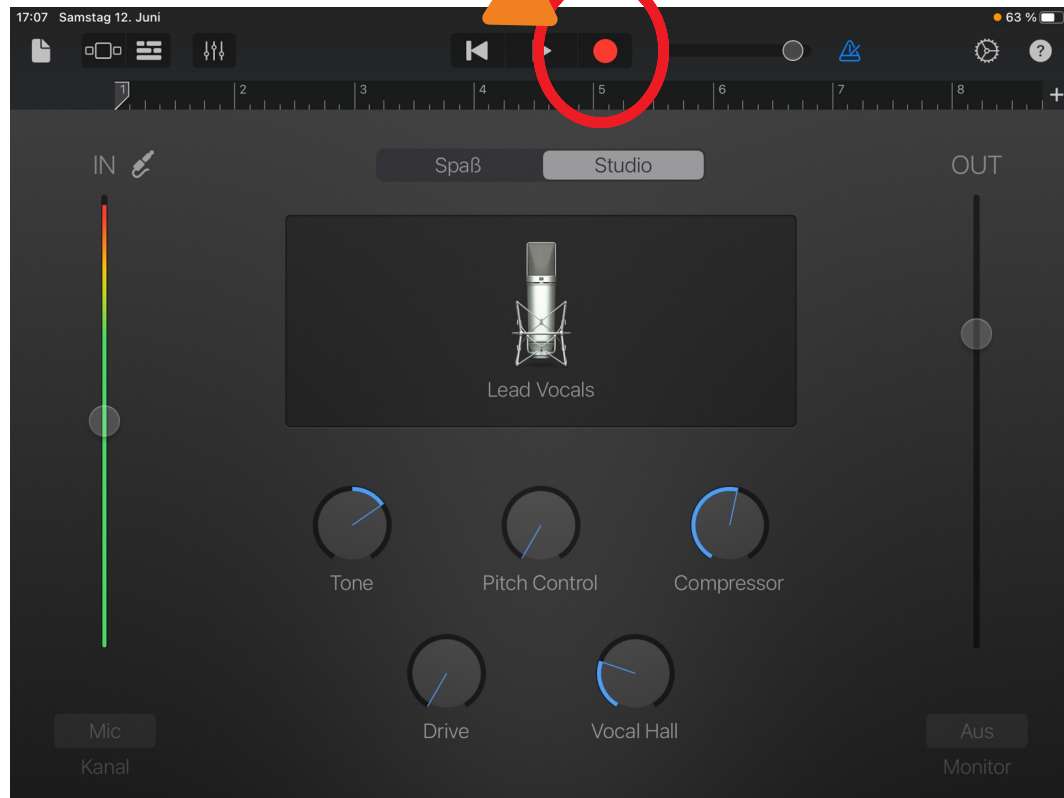 17:07 Samstag 12. Juni
63 %
?
1 2 3 4 5 6 7 8 +
IN
Spaß Studio
OUT
Lead Vocals
Tone Pitch Control Compressor
Drive Vocal Hall
Mic
Kanal
Aus
Monitor